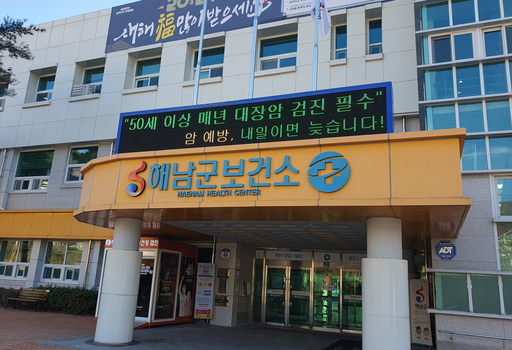 새해 福 많이 받으세요
"50세 이상 매년 대장암 검진 필수"
암 예방, 내일이면 늦습니다!
해남군보건소
HAENAM HEALTH CENTER
ADT